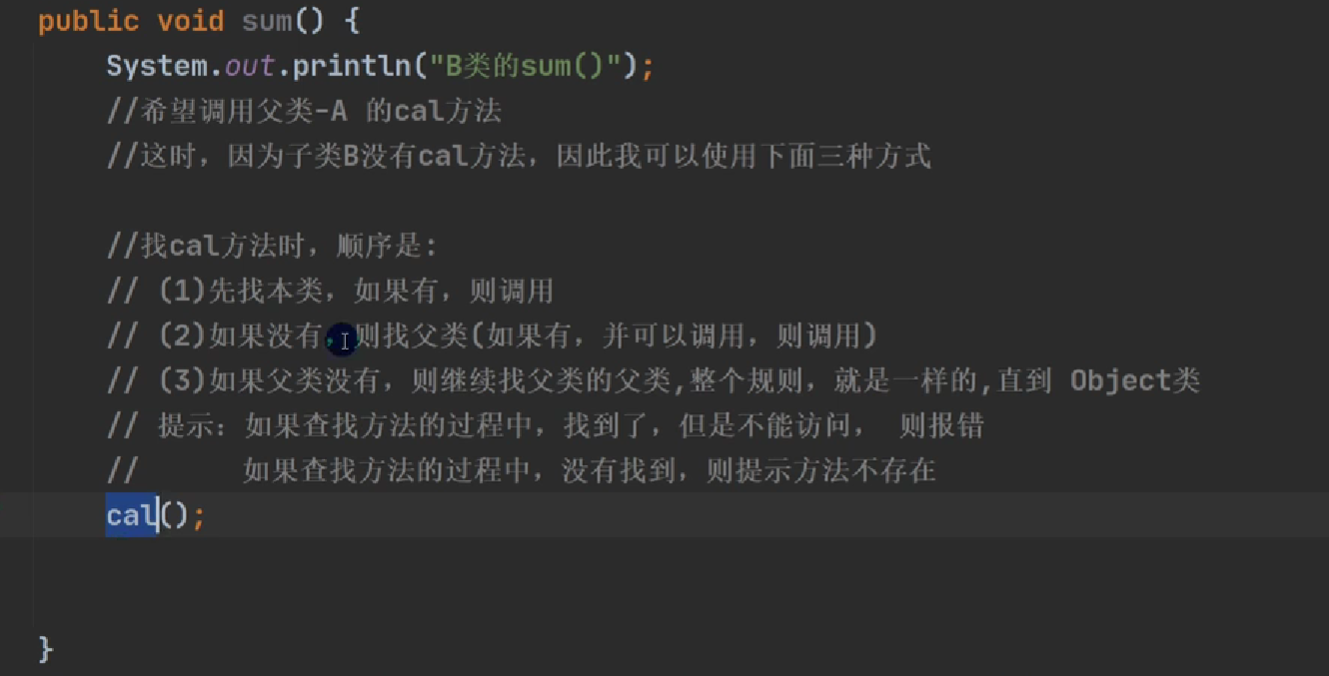 public void sum() {
System.out.println("B类的sum()");
//希望调用父类-A 的cal方法
//这时，因为子类B没有cal方法，因此我可以使用下面三种方式
//找cal方法时，顺序是:
// (1)先找本类，如果有，则调用
// (2)如果没有，则找父类(如果有，并可以调用，则调用)
// (3)如果父类没有，则继续找父类的父类,整个规则，就是一样的,直到 Object类
// 提示：如果查找方法的过程中，找到了，但是不能访问， 则报错
// 如果查找方法的过程中，没有找到，则提示方法不存在
cal();
}